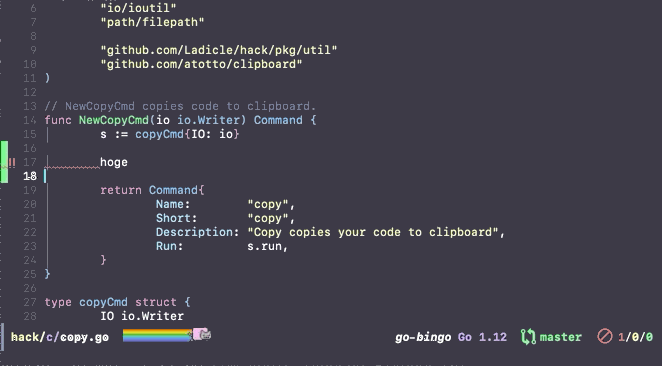 6 "io/ioutil"
7 "path/filepath"
8
9 "github.com/Ladicle/hack/pkg/util"
10 "github.com/atotto/clipboard"
11 )
12
13 // NewCopyCmd copies code to clipboard.
14 func NewCopyCmd(io io.Writer) Command {
15 s := copyCmd{IO: io}
16
!! 17 hoge
18
19 return Command{
20 Name: "copy",
21 Short: "copy",
22 Description: "Copy copies your code to clipboard",
23 Run: s.run,
24 }
25 }
26
27 type copyCmd struct {
28 IO io.Writer
hack/c/copy.go go-bingo Go 1.12 master 1/0/0